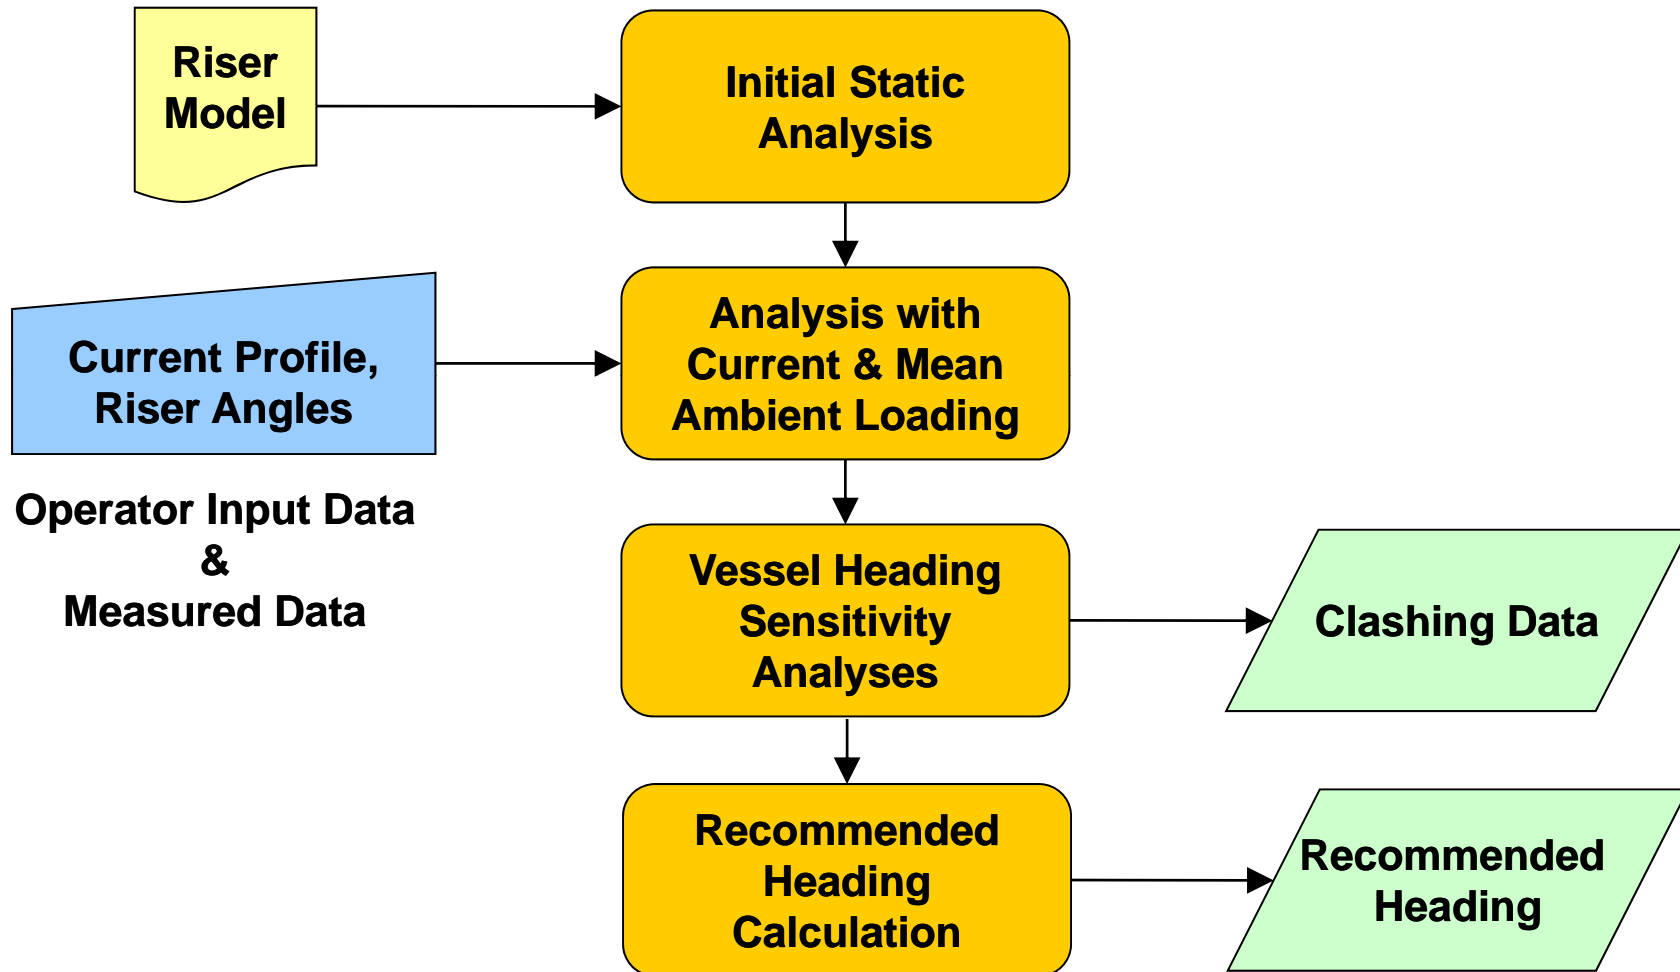 Riser
Model
Initial Static
Analysis
Current Profile,
Riser Angles
Analysis with
Current & Mean
Ambient Loading
Operator Input Data
&
Measured Data
Vessel Heading
Sensitivity
Analyses
Clashing Data
Recommended
Heading
Calculation
Recommended
Heading